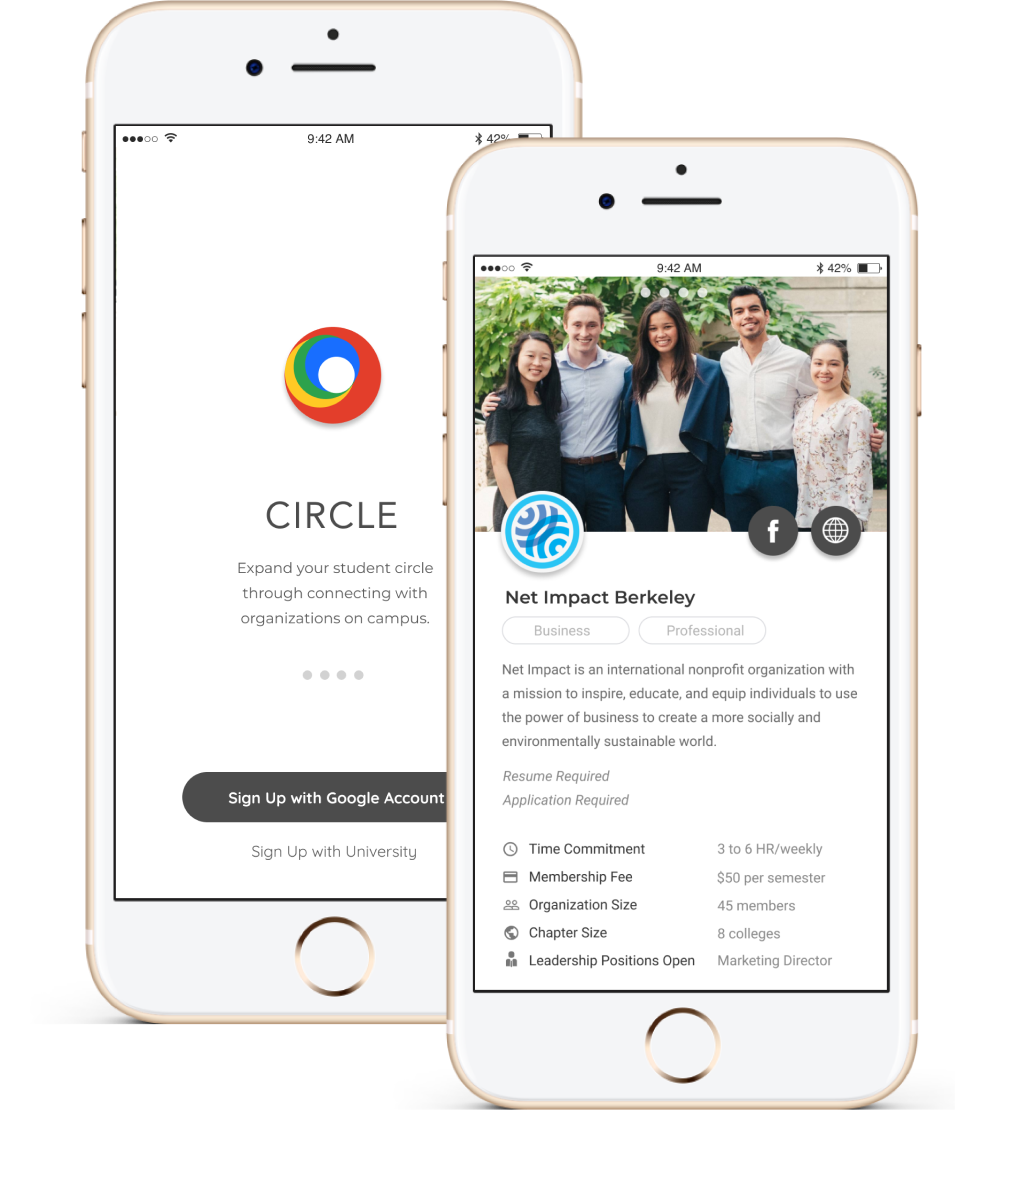 9:42 AM
42%
CIRCLE
Expand your student circle
through connecting with
organizations on campus.
Sign Up with Google Account
Sign Up with University
9:42 AM
42%
f
Net Impact Berkeley
Business
Professional
Net Impact is an international nonprofit organization with
a mission to inspire, educate, and equip individuals to use
the power of business to create a more socially and
environmentally sustainable world.
Resume Required
Application Required
Time Commitment 3 to 6 HR/weekly
Membership Fee $50 per semester
Organization Size 45 members
Chapter Size 8 colleges
Leadership Positions Open Marketing Director